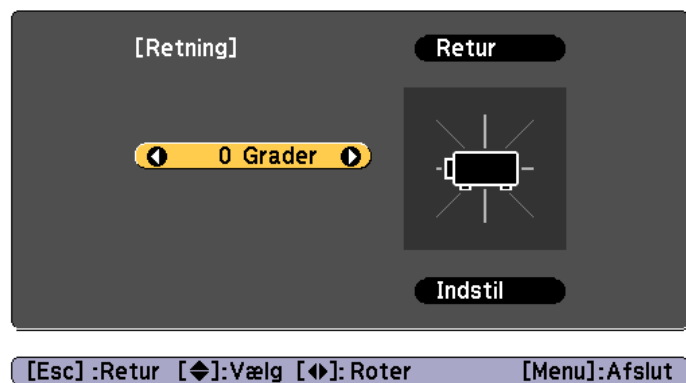 [Retning] Retur
0 Grader
Indstil
[Esc] :Retur [◆]:Vælg [◂▸]: Roter [Menu]:Afslut